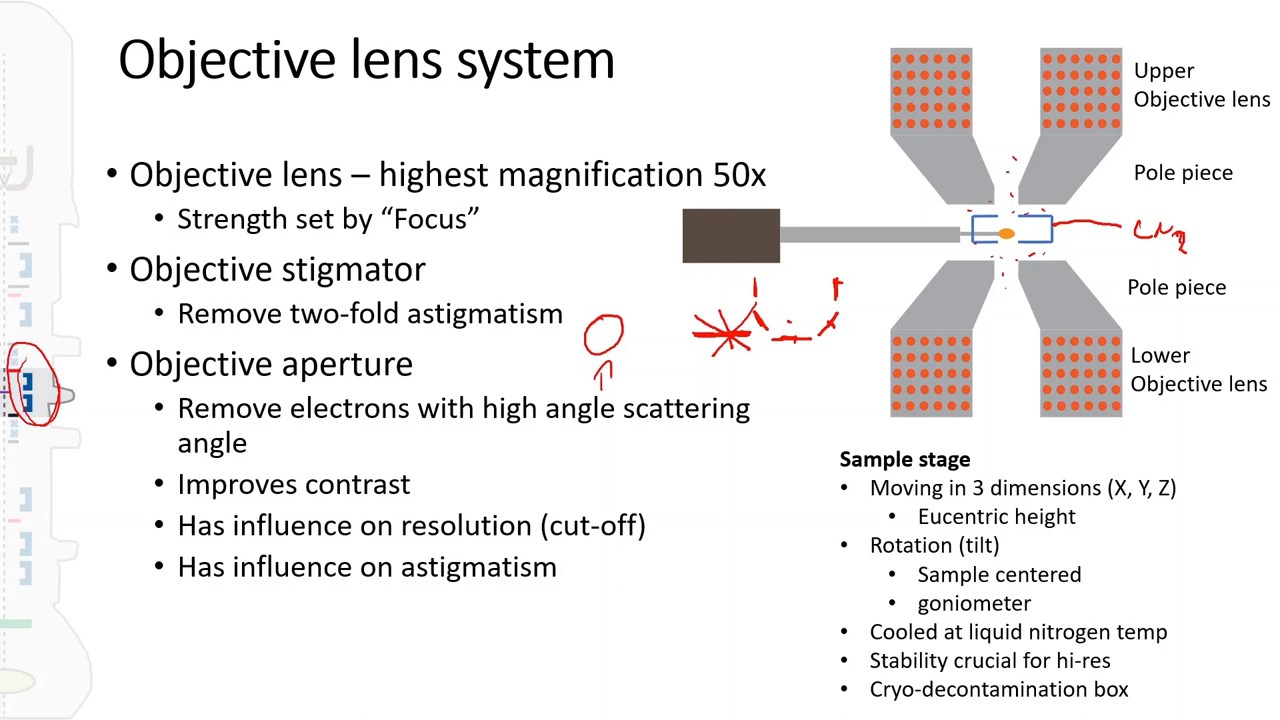 Objective lens system
• Objective lens – highest magnification 50x
• Strength set by “Focus”
• Objective stigmator
• Remove two-fold astigmatism
• Objective aperture
• Remove electrons with high angle scattering
angle
• Improves contrast
• Has influence on resolution (cut-off)
• Has influence on astigmatism
Upper
Objective lens
Pole piece
LN2
Pole piece
Lower
Objective lens
Sample stage
• Moving in 3 dimensions (X, Y, Z)
• Eucentric height
• Rotation (tilt)
• Sample centered
• goniometer
• Cooled at liquid nitrogen temp
• Stability crucial for hi-res
• Cryo-decontamination box